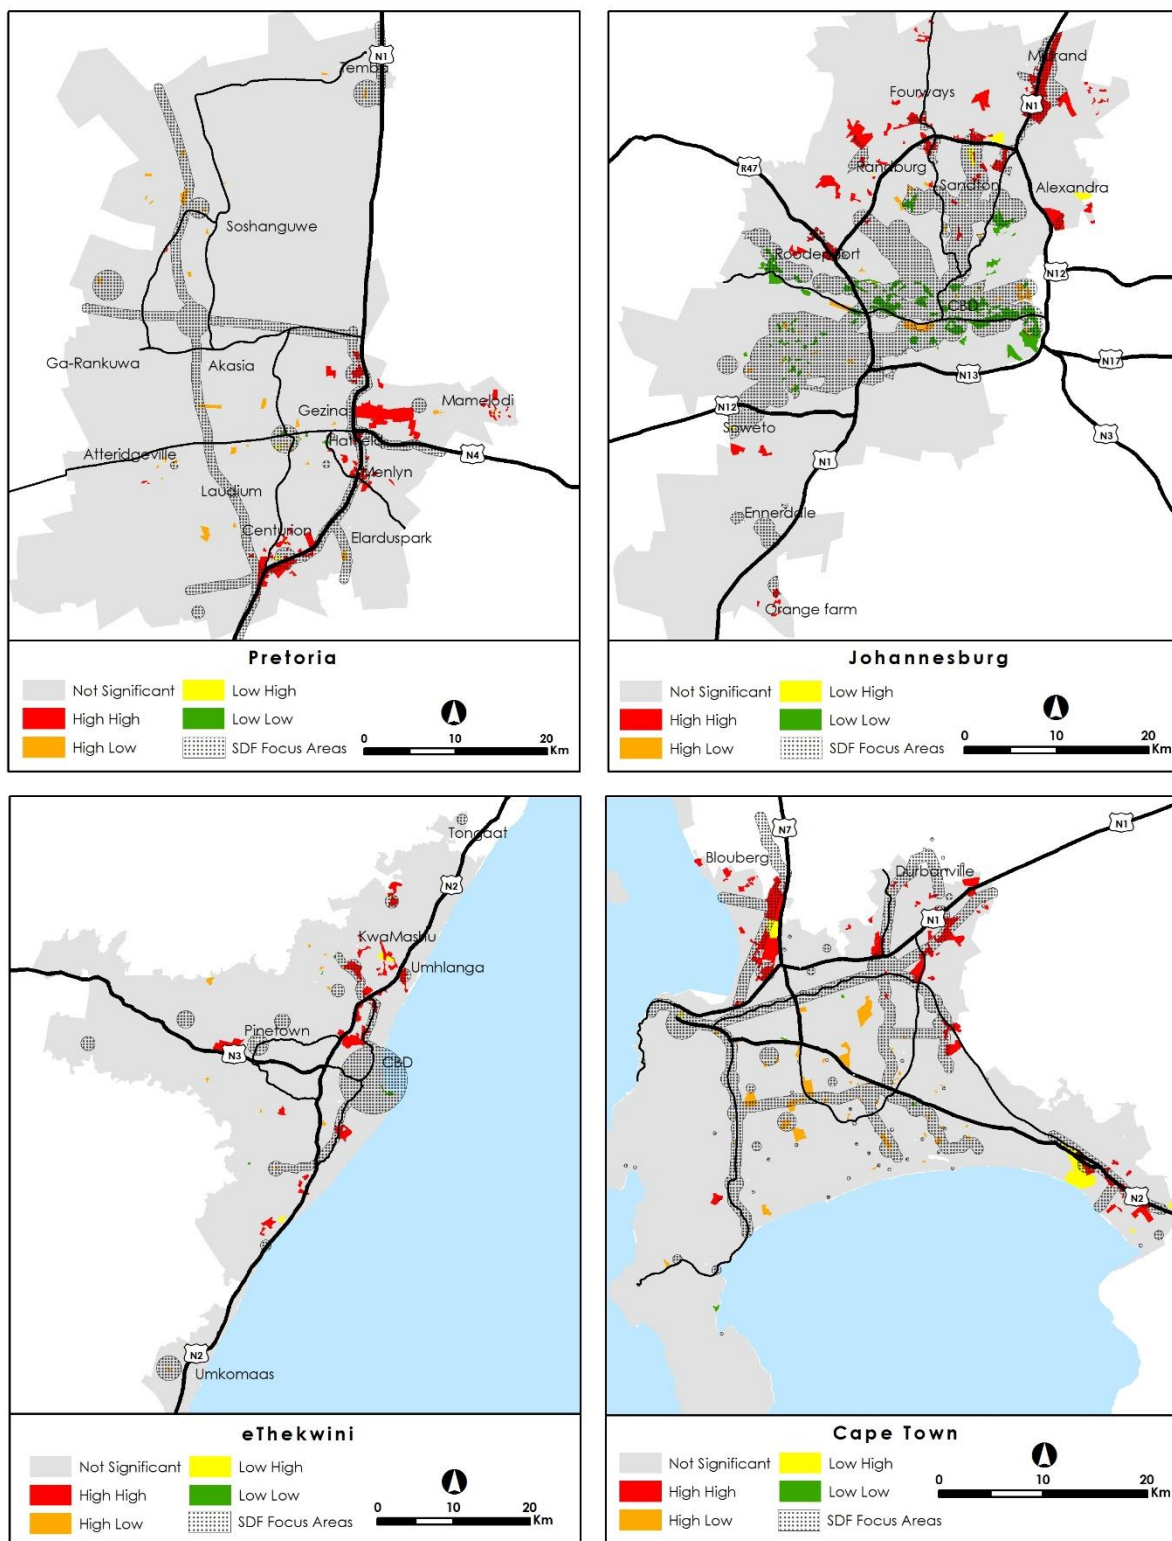 Temba
N1
Soshanguwe
Ga-Rankuwa
Akasia
Gezina
Mamelodi
Hatfield
Atteridgeville
N4
Menlyn
Laudium
Centurion
Elarduspark
Pretoria
Not Significant
Low High
High High
Low Low
High Low
SDF Focus Areas
0 10 20
Km
Midrand
Fourways
N1
R47
Randburg
Sandton
Alexandra
Roodepoort
N12
CBD
N17
N13
N12
Soweto
N3
N1
Ennerdale
Orange farm
Johannesburg
Not Significant
Low High
High High
Low Low
High Low
SDF Focus Areas
0 10 20
Km
Tongaat
N2
KwaMashu
Umhlanga
Pinetown
N3
CBD
N2
Umkomaas
eThekwini
Not Significant
Low High
High High
Low Low
High Low
SDF Focus Areas
0 10 20
Km
N7
N1
Blouberg
Durbanville
N1
N2
Cape Town
Not Significant
Low High
High High
Low Low
High Low
SDF Focus Areas
0 10 20
Km